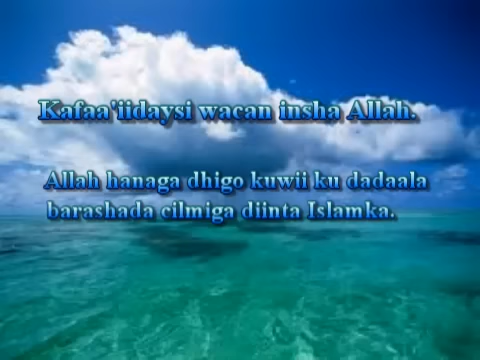 Kafaa'iidaysi wacan insha Allah.
Allah hanaga dhigo kuwii ku dadaala
barashada cilmiga diinta Islamka.